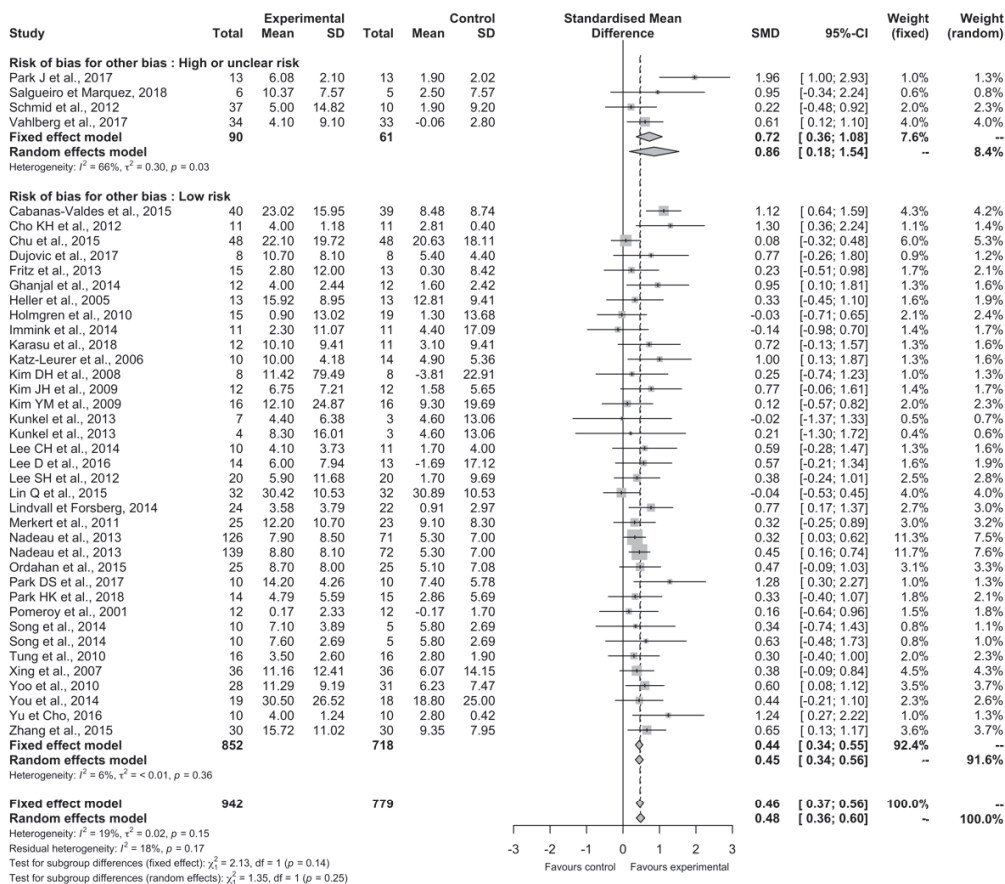 Experimental Control Standardised Mean Weight Weight
Study Total Mean SD Total Mean SD Difference SMD 95%-CI (fixed) (random)
Risk of bias for other bias : High or unclear risk
Park J et al., 2017 13 6.08 2.10 13 1.90 2.02 1.96 [ 1.00; 2.93] 1.0% 1.3%
Salgueiro et Marquez, 2018 6 10.37 7.57 5 2.50 7.57 0.95 [-0.34; 2.24] 0.6% 0.8%
Schmid et al., 2012 37 5.00 14.82 10 1.90 9.20 0.22 [-0.48; 0.92] 2.0% 2.3%
Vahlberg et al., 2017 34 4.10 9.10 33 -0.06 2.80 0.61 [ 0.12; 1.10] 4.0% 4.0%
Fixed effect model 90 61 0.72 [ 0.36; 1.08] 7.6% --
Random effects model 0.86 [ 0.18; 1.54] -- 8.4%
Heterogeneity: I² = 66%, τ² = 0.30, p = 0.03
Risk of bias for other bias : Low risk
Cabanas-Valdes et al., 2015 40 23.02 15.95 39 8.48 8.74 1.12 [ 0.64; 1.59] 4.3% 4.2%
Cho KH et al., 2012 11 4.00 1.18 11 2.81 0.40 1.30 [ 0.36; 2.24] 1.1% 1.4%
Chu et al., 2015 48 22.10 19.72 48 20.63 18.11 0.08 [-0.32; 0.48] 6.0% 5.3%
Dujovic et al., 2017 8 10.70 8.10 8 5.40 4.40 0.77 [-0.26; 1.80] 0.9% 1.2%
Fritz et al., 2013 15 2.80 12.00 13 0.30 8.42 0.23 [-0.51; 0.98] 1.7% 2.1%
Ghanjal et al., 2014 12 4.00 2.44 12 1.60 2.42 0.95 [ 0.10; 1.81] 1.3% 1.6%
Heller et al., 2005 13 15.92 8.95 13 12.81 9.41 0.33 [-0.45; 1.10] 1.6% 1.9%
Holmgren et al., 2010 15 0.90 13.02 19 1.30 13.68 -0.03 [-0.71; 0.65] 2.1% 2.4%
Immink et al., 2014 11 2.30 11.07 11 4.40 17.09 -0.14 [-0.98; 0.70] 1.4% 1.7%
Karasu et al., 2018 12 10.10 9.41 11 3.10 9.41 0.72 [-0.13; 1.57] 1.3% 1.6%
Katz-Leurer et al., 2006 10 10.00 4.18 14 4.90 5.36 1.00 [ 0.13; 1.87] 1.3% 1.6%
Kim DH et al., 2008 8 11.42 79.49 8 -3.81 22.91 0.25 [-0.74; 1.23] 1.0% 1.3%
Kim JH et al., 2009 12 6.75 7.21 12 1.58 5.65 0.77 [-0.06; 1.61] 1.4% 1.7%
Kim YM et al., 2009 16 12.10 24.87 16 9.30 19.69 0.12 [-0.57; 0.82] 2.0% 2.3%
Kunkel et al., 2013 7 4.40 6.38 3 4.60 13.06 -0.02 [-1.37; 1.33] 0.5% 0.7%
Kunkel et al., 2013 4 8.30 16.01 3 4.60 13.06 0.21 [-1.30; 1.72] 0.4% 0.6%
Lee CH et al., 2014 10 4.10 3.73 11 1.70 4.00 0.59 [-0.28; 1.47] 1.2% 1.6%
Lee D et al., 2016 14 6.00 7.94 13 -1.69 17.12 0.57 [-0.21; 1.34] 1.6% 1.9%
Lee SH et al., 2012 20 5.90 11.68 20 1.70 9.69 0.38 [-0.24; 1.01] 2.5% 2.8%
Lin Q et al., 2015 32 30.42 10.53 32 30.89 10.53 -0.04 [-0.53; 0.45] 4.0% 4.0%
Lindvall et Forsberg, 2014 24 3.58 3.79 22 0.91 2.97 0.77 [ 0.17; 1.37] 2.7% 3.0%
Merkert et al., 2011 25 12.20 10.70 23 9.10 8.30 0.32 [-0.25; 0.89] 3.0% 3.2%
Nadeau et al., 2013 126 7.90 8.50 71 5.30 7.00 0.32 [ 0.03; 0.62] 11.3% 7.5%
Nadeau et al., 2013 139 8.80 8.10 72 5.30 7.00 0.45 [ 0.16; 0.74] 11.7% 7.6%
Ordahan et al., 2015 25 8.70 8.00 25 5.10 7.08 0.47 [-0.09; 1.03] 3.1% 3.3%
Park DS et al., 2017 10 14.20 4.26 10 7.40 5.78 1.28 [ 0.30; 2.27] 1.0% 1.3%
Park HK et al., 2018 14 4.79 5.59 15 2.86 5.69 0.33 [-0.40; 1.07] 1.8% 2.1%
Pomeroy et al., 2001 12 0.17 2.33 12 -0.17 1.70 0.16 [-0.64; 0.96] 1.5% 1.8%
Song et al., 2014 10 7.10 3.89 5 5.80 2.69 0.34 [-0.74; 1.43] 0.8% 1.1%
Song et al., 2014 10 7.60 2.69 5 5.80 2.69 0.63 [-0.48; 1.73] 0.8% 1.0%
Tung et al., 2010 16 3.50 2.60 16 2.80 1.90 0.30 [-0.40; 1.00] 2.0% 2.3%
Xing et al., 2007 36 11.16 12.41 36 6.07 14.15 0.38 [-0.09; 0.84] 4.5% 4.3%
Yoo et al., 2010 28 11.29 9.19 31 6.23 7.47 0.60 [ 0.08; 1.12] 3.5% 3.7%
You et al., 2014 19 30.50 26.52 18 18.80 25.00 0.44 [-0.21; 1.10] 2.3% 2.6%
Yu et Cho, 2016 10 4.00 1.24 10 2.80 0.42 1.24 [ 0.27; 2.22] 1.0% 1.3%
Zhang et al., 2015 30 15.72 11.02 30 9.35 7.95 0.65 [ 0.13; 1.17] 3.6% 3.7%
Fixed effect model 852 718 0.44 [ 0.34; 0.55] 92.4% --
Random effects model 0.45 [ 0.34; 0.56] -- 91.6%
Heterogeneity: I² = 6%, τ² = < 0.01, p = 0.36
Fixed effect model 942 779 0.46 [ 0.37; 0.56] 100.0% --
Random effects model 0.48 [ 0.36; 0.60] -- 100.0%
Heterogeneity: I² = 19%, τ² = 0.02, p = 0.15
Residual heterogeneity: I² = 18%, p = 0.17
-3 -2 -1 0 1 2 3
Test for subgroup differences (fixed effect): χ²₁ = 2.13, df = 1 (p = 0.14)
Favours control Favours experimental
Test for subgroup differences (random effects): χ²₁ = 1.35, df = 1 (p = 0.25)